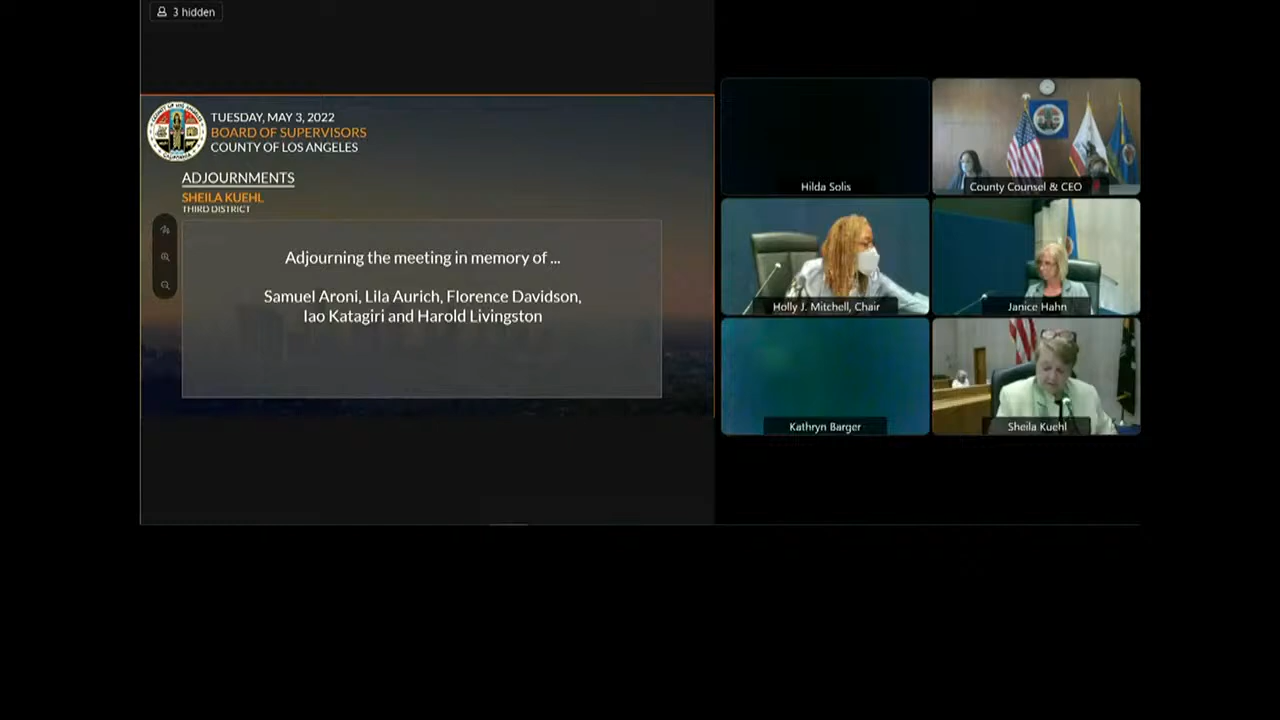 3 hidden
TUESDAY, MAY 3, 2022
BOARD OF SUPERVISORS
COUNTY OF LOS ANGELES
ADJOURNMENTS
SHEILA KUEHL
THIRD DISTRICT
Adjourning the meeting in memory of ...
Samuel Aroni, Lila Aurich, Florence Davidson,
Iao Katagiri and Harold Livingston
Hilda Solis
County Counsel & CEO
Holly J. Mitchell, Chair
Janice Hahn
Kathryn Barger
Sheila Kuehl